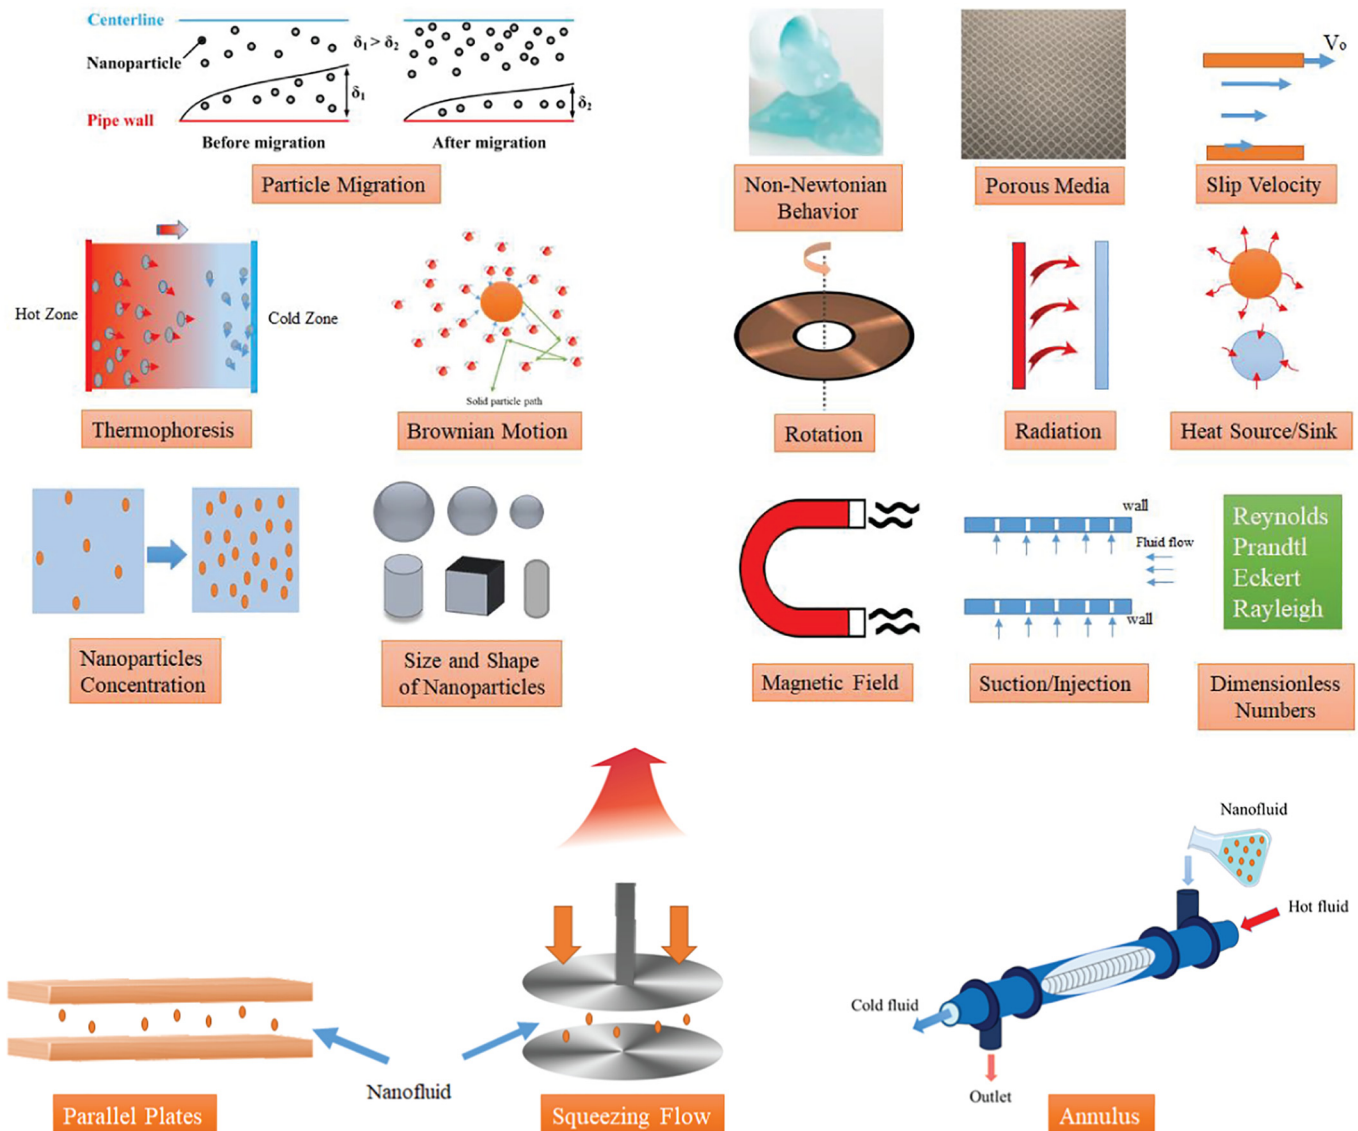 Centerline
Nanoparticle
Pipe wall
δ1 > δ2
δ1
δ2
Before migration
After migration
Particle Migration
Non-Newtonian
Behavior
Porous Media
Vo
Slip Velocity
Hot Zone
Cold Zone
Thermophoresis
Solid particle path
Brownian Motion
Rotation
Radiation
Heat Source/Sink
Nanoparticles
Concentration
Size and Shape
of Nanoparticles
Magnetic Field
wall
Fluid flow
wall
Suction/Injection
Reynolds
Prandtl
Eckert
Rayleigh
Dimensionless
Numbers
Nanofluid
Parallel Plates
Squeezing Flow
Nanofluid
Hot fluid
Cold fluid
Outlet
Annulus